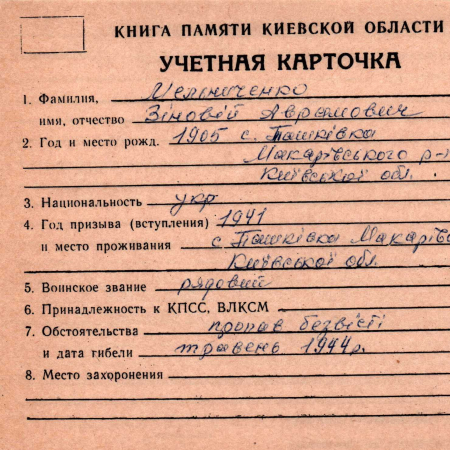 КНИГА ПАМЯТИ КИЕВСКОЙ ОБЛАСТИ
УЧЕТНАЯ КАРТОЧКА
1. Фамилия, Мельниченко
имя, отчество Зіновій Аврамович
2. Год и место рожд. 1905 с. Пашківка
Макарівського р-
Київської обл.
3. Национальность укр
4. Год призыва (вступления) 1941
и место проживания с. Пашківка Макарівс
Київської обл.
5. Воинское звание рядовий
6. Принадлежность к КПСС, ВЛКСМ
7. Обстоятельства пропав безвісті
и дата гибели травень 1944 р.
8. Место захоронения